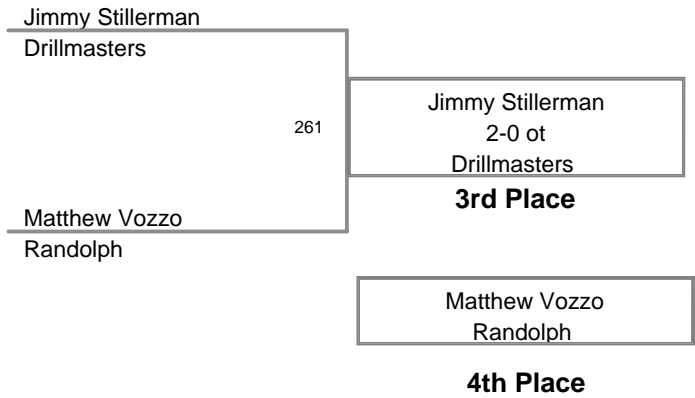 Jimmy Stillerman
Drillmasters
261
Jimmy Stillerman
2-0 ot
Drillmasters
3rd Place
Matthew Vozzo
Randolph
Matthew Vozzo
Randolph
4th Place